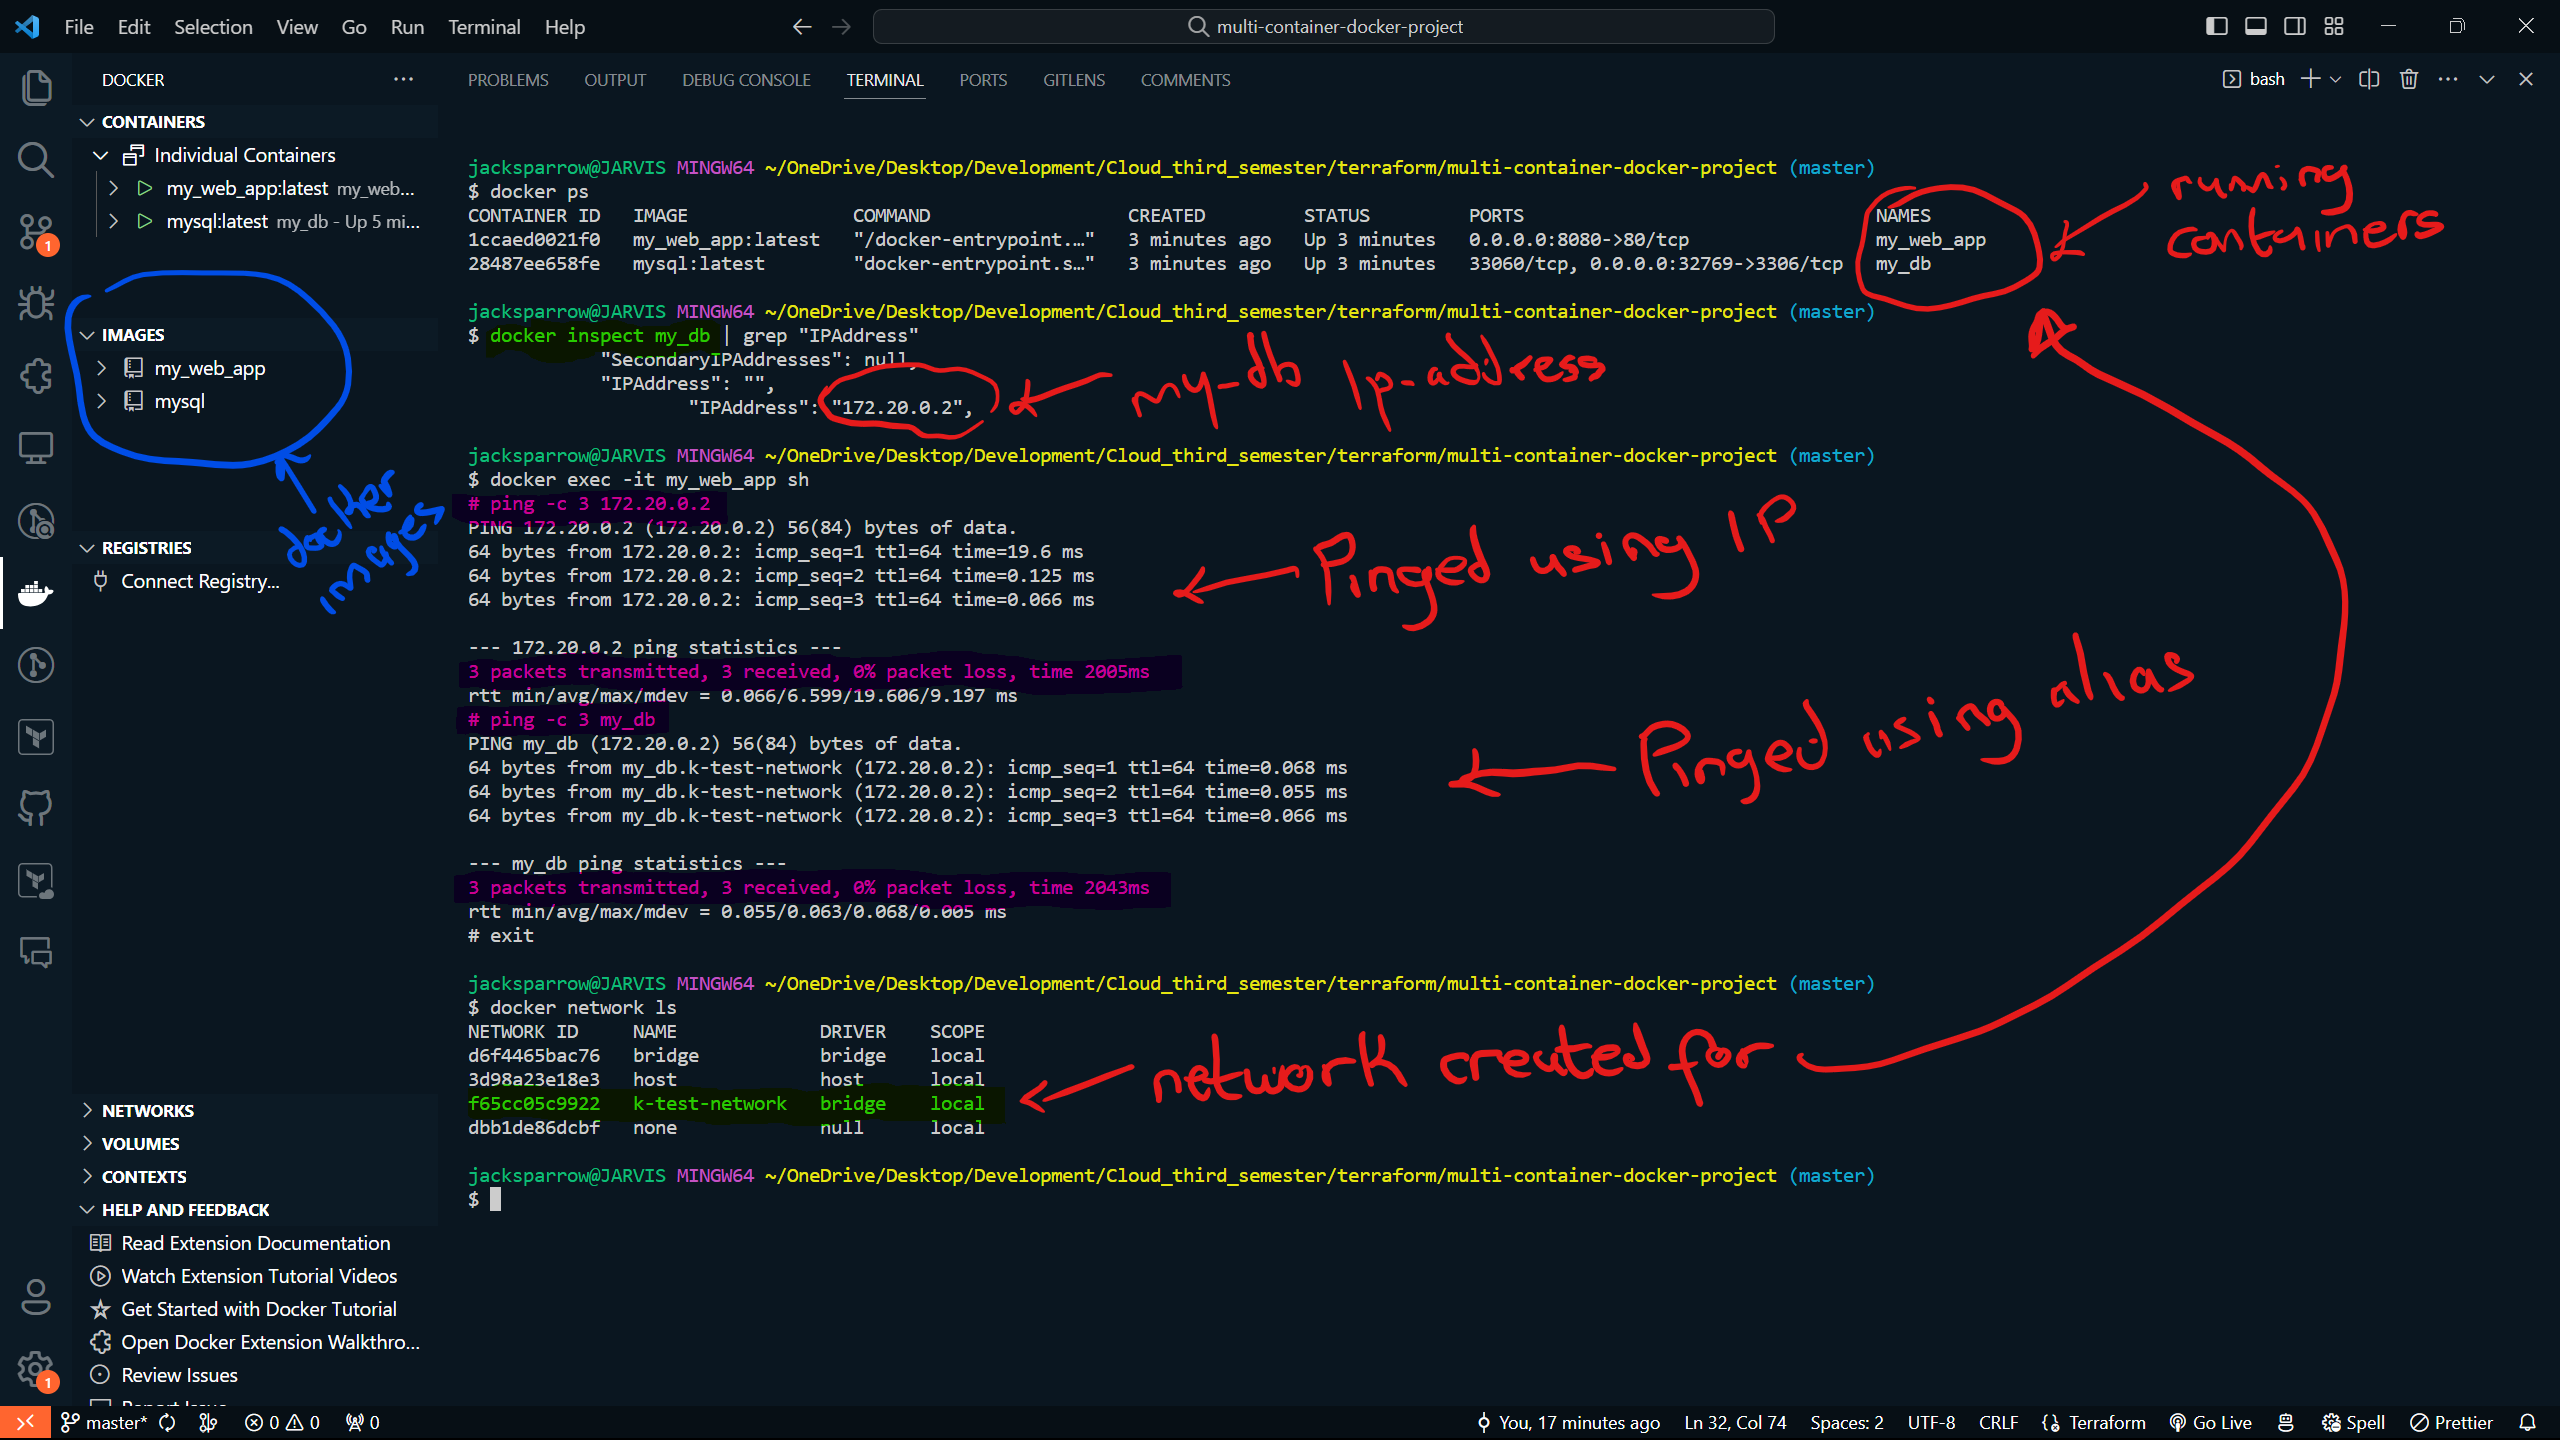 File Edit Selection View Go Run Terminal Help
multi-container-docker-project
DOCKER
CONTAINERS
Individual Containers
my_web_app:latest my_web...
mysql:latest my_db - Up 5 mi...
IMAGES
my_web_app
mysql
docker
images
REGISTRIES
Connect Registry...
NETWORKS
VOLUMES
CONTEXTS
HELP AND FEEDBACK
Read Extension Documentation
Watch Extension Tutorial Videos
Get Started with Docker Tutorial
Open Docker Extension Walkthro...
Review Issues
1
1
PROBLEMS OUTPUT DEBUG CONSOLE TERMINAL PORTS GITLENS COMMENTS
bash
jacksparrow@JARVIS MINGW64 ~/OneDrive/Desktop/Development/Cloud_third_semester/terraform/multi-container-docker-project (master)
$ docker ps
CONTAINER ID IMAGE COMMAND CREATED STATUS PORTS NAMES
1ccaed0021f0 my_web_app:latest "/docker-entrypoint.…" 3 minutes ago Up 3 minutes 0.0.0.0:8080->80/tcp my_web_app
28487ee658fe mysql:latest "docker-entrypoint.s…" 3 minutes ago Up 3 minutes 33060/tcp, 0.0.0.0:32769->3306/tcp my_db
running
containers
jacksparrow@JARVIS MINGW64 ~/OneDrive/Desktop/Development/Cloud_third_semester/terraform/multi-container-docker-project (master)
$ docker inspect my_db | grep "IPAddress"
"SecondaryIPAddresses": null,
"IPAddress": "",
"IPAddress": "172.20.0.2",
my-db Ip-address
jacksparrow@JARVIS MINGW64 ~/OneDrive/Desktop/Development/Cloud_third_semester/terraform/multi-container-docker-project (master)
$ docker exec -it my_web_app sh
# ping -c 3 172.20.0.2
PING 172.20.0.2 (172.20.0.2) 56(84) bytes of data.
64 bytes from 172.20.0.2: icmp_seq=1 ttl=64 time=19.6 ms
64 bytes from 172.20.0.2: icmp_seq=2 ttl=64 time=0.125 ms
64 bytes from 172.20.0.2: icmp_seq=3 ttl=64 time=0.066 ms
Pinged using IP
--- 172.20.0.2 ping statistics ---
3 packets transmitted, 3 received, 0% packet loss, time 2005ms
rtt min/avg/max/mdev = 0.066/6.599/19.606/9.197 ms
# ping -c 3 my_db
PING my_db (172.20.0.2) 56(84) bytes of data.
64 bytes from my_db.k-test-network (172.20.0.2): icmp_seq=1 ttl=64 time=0.068 ms
64 bytes from my_db.k-test-network (172.20.0.2): icmp_seq=2 ttl=64 time=0.055 ms
64 bytes from my_db.k-test-network (172.20.0.2): icmp_seq=3 ttl=64 time=0.066 ms
Pinged using alias
--- my_db ping statistics ---
3 packets transmitted, 3 received, 0% packet loss, time 2043ms
rtt min/avg/max/mdev = 0.055/0.063/0.068/0.005 ms
# exit
jacksparrow@JARVIS MINGW64 ~/OneDrive/Desktop/Development/Cloud_third_semester/terraform/multi-container-docker-project (master)
$ docker network ls
NETWORK ID NAME DRIVER SCOPE
d6f4465bac76 bridge bridge local
3d98a23e18e3 host host local
f65cc05c9922 k-test-network bridge local
dbb1de86dcbf none null local
network created for
jacksparrow@JARVIS MINGW64 ~/OneDrive/Desktop/Development/Cloud_third_semester/terraform/multi-container-docker-project (master)
$
master* 0 0 0 You, 17 minutes ago Ln 32, Col 74 Spaces: 2 UTF-8 CRLF Terraform Go Live Spell Prettier